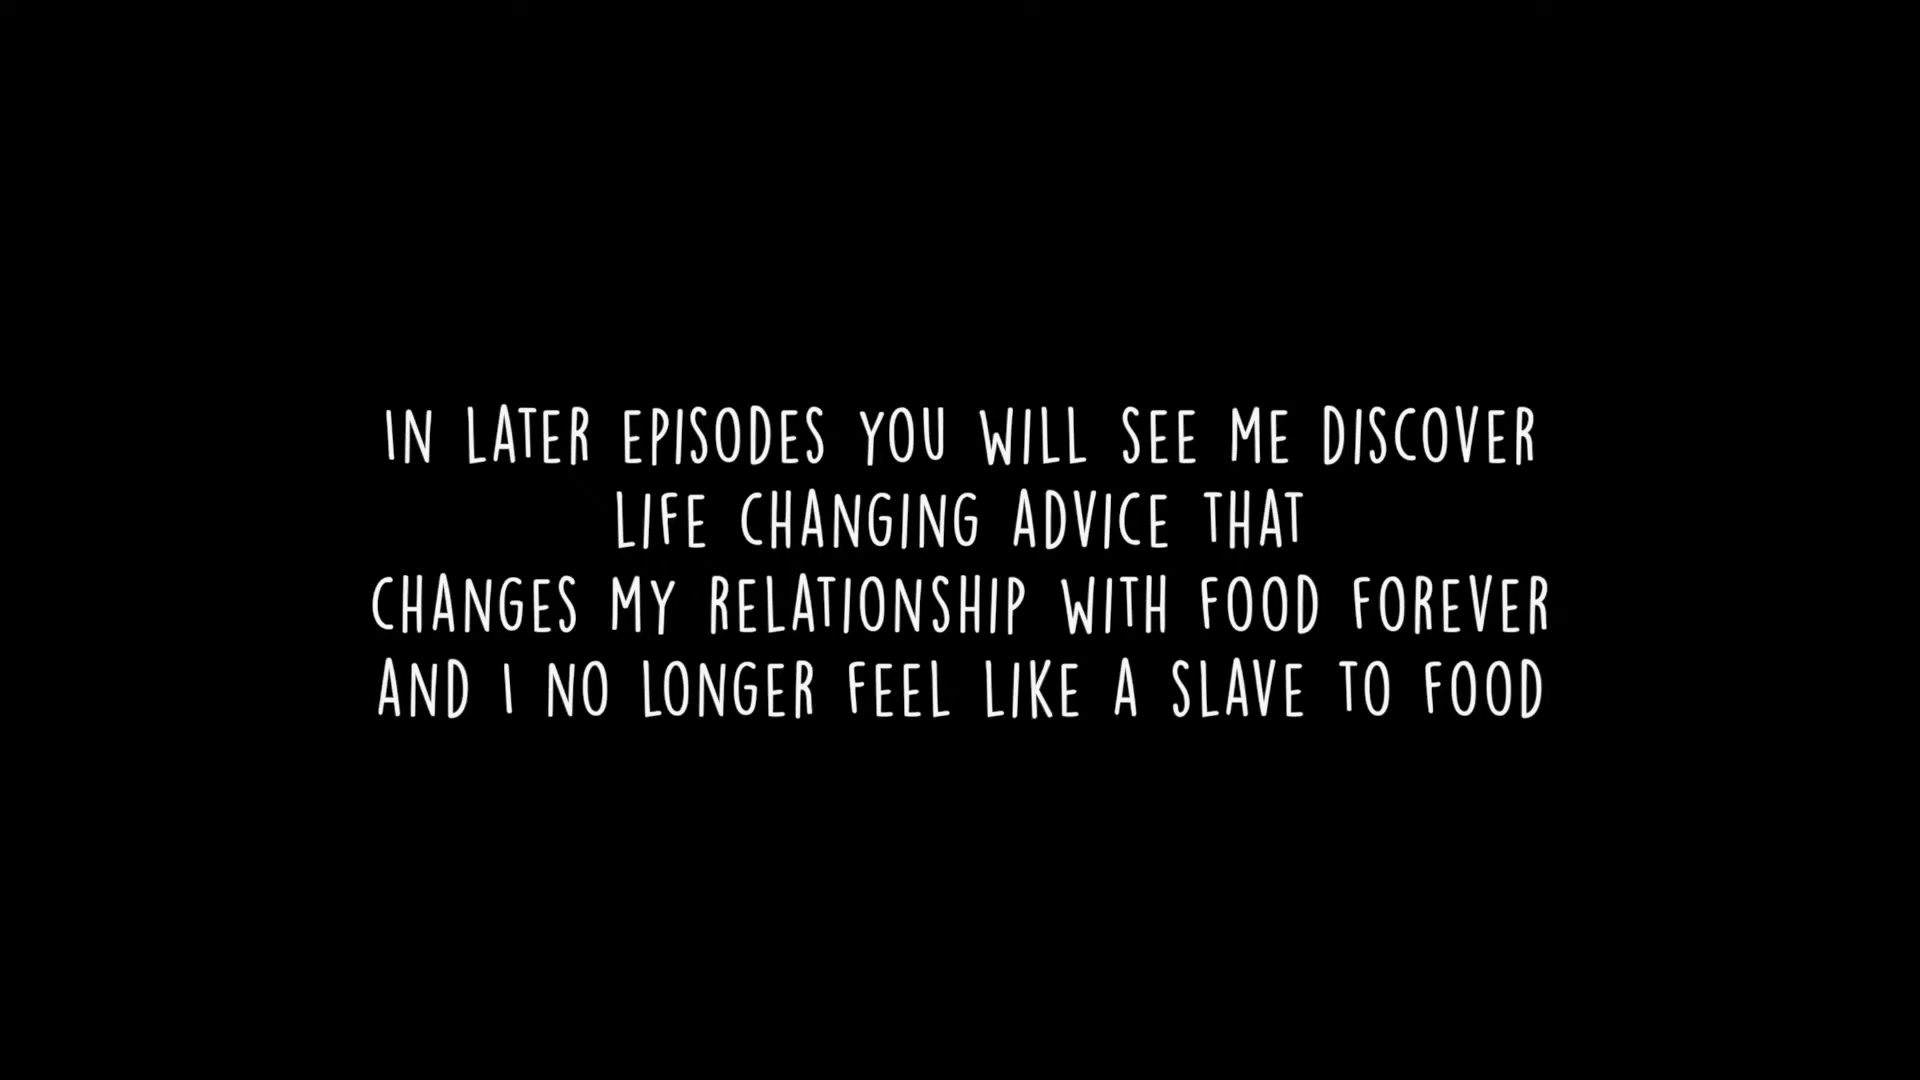 IN LATER EPISODES YOU WILL SEE ME DISCOVER
LIFE CHANGING ADVICE THAT
CHANGES MY RELATIONSHIP WITH FOOD FOREVER
AND I NO LONGER FEEL LIKE A SLAVE TO FOOD